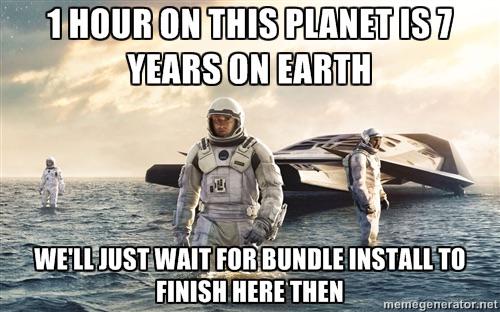 1 HOUR ON THIS PLANET IS 7
YEARS ON EARTH
WE'LL JUST WAIT FOR BUNDLE INSTALL TO
FINISH HERE THEN
memegenerator.net